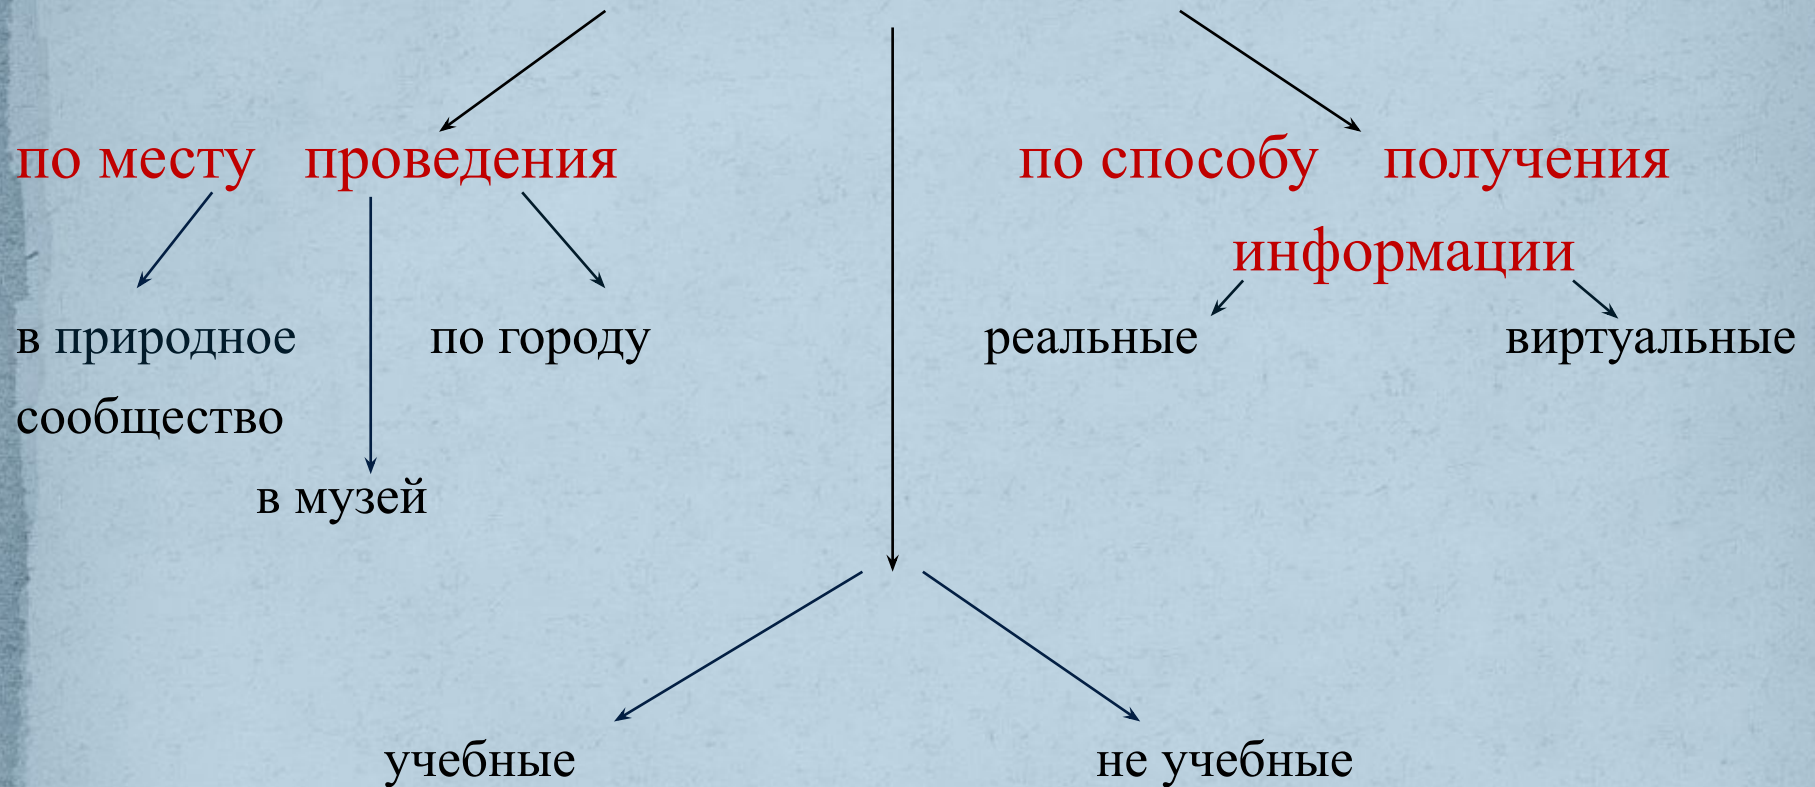 по месту проведения
по способу получения
информации
в природное
по городу
реальные
виртуальные
сообщество
в музей
учебные
не учебные